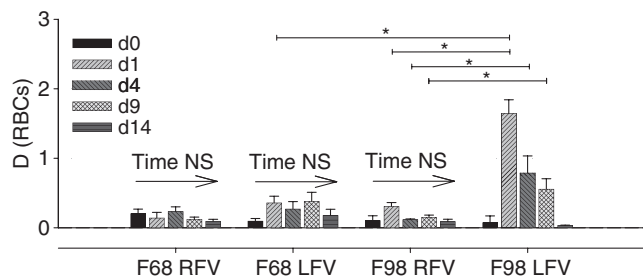 3
2
1
0
D (RBCs)
d0
d1
d4
d9
d14
*
*
*
*
Time NS
Time NS
Time NS
F68 RFV
F68 LFV
F98 RFV
F98 LFV